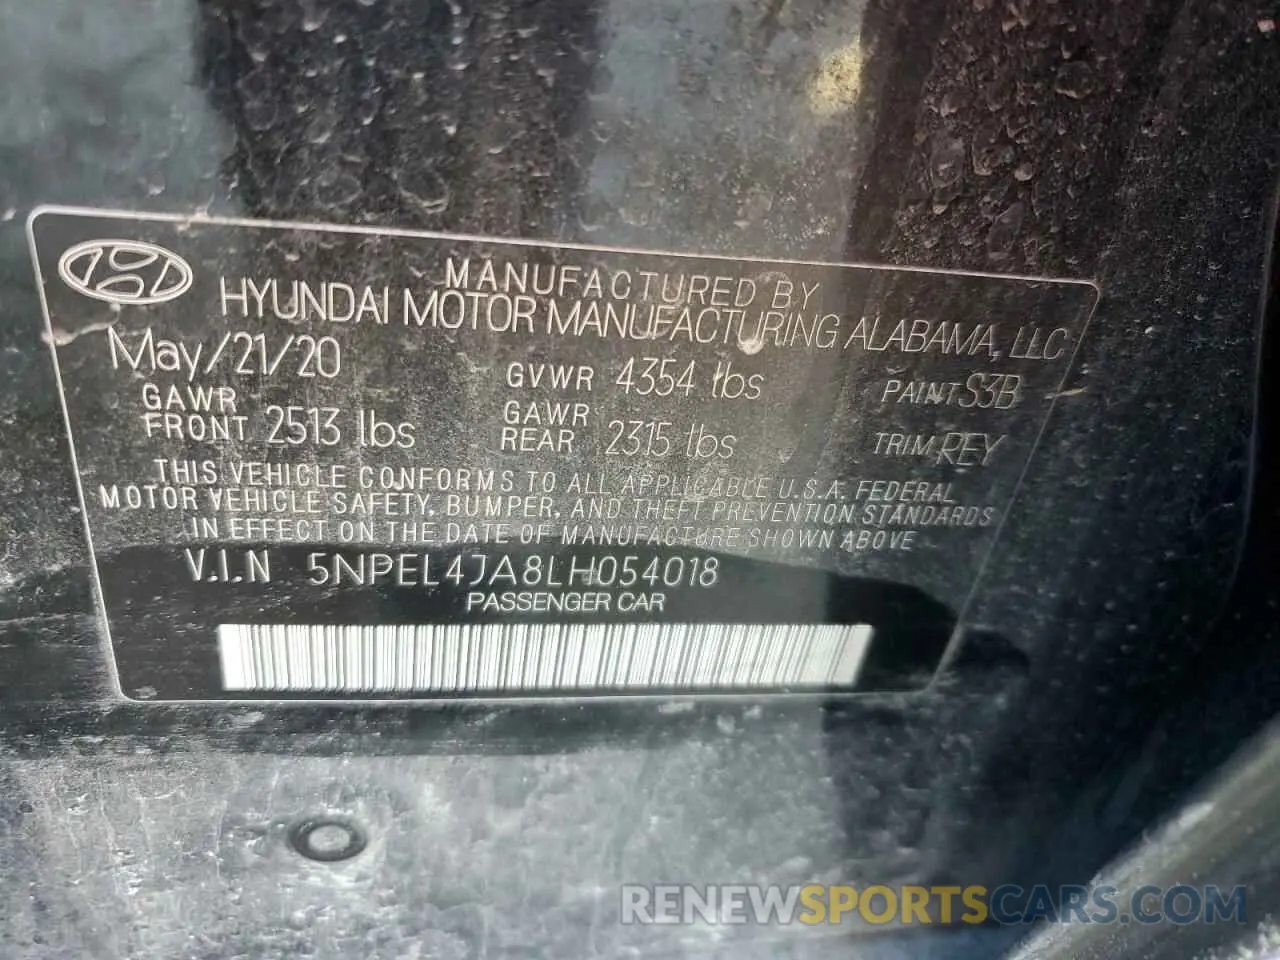 MANUFACTURED BY
HYUNDAI MOTOR MANUFACTURING ALABAMA, LLC
May/21/20 GVWR 4354 lbs PAINT S3B
GAWR FRONT 2513 lbs GAWR REAR 2315 lbs TRIM REY
THIS VEHICLE CONFORMS TO ALL APPLICABLE U.S.A. FEDERAL
MOTOR VEHICLE SAFETY, BUMPER, AND THEFT PREVENTION STANDARDS
IN EFFECT ON THE DATE OF MANUFACTURE SHOWN ABOVE
V.I.N 5NPEL4JA8LH054018
PASSENGER CAR
RENEWSPORTSCARS.COM